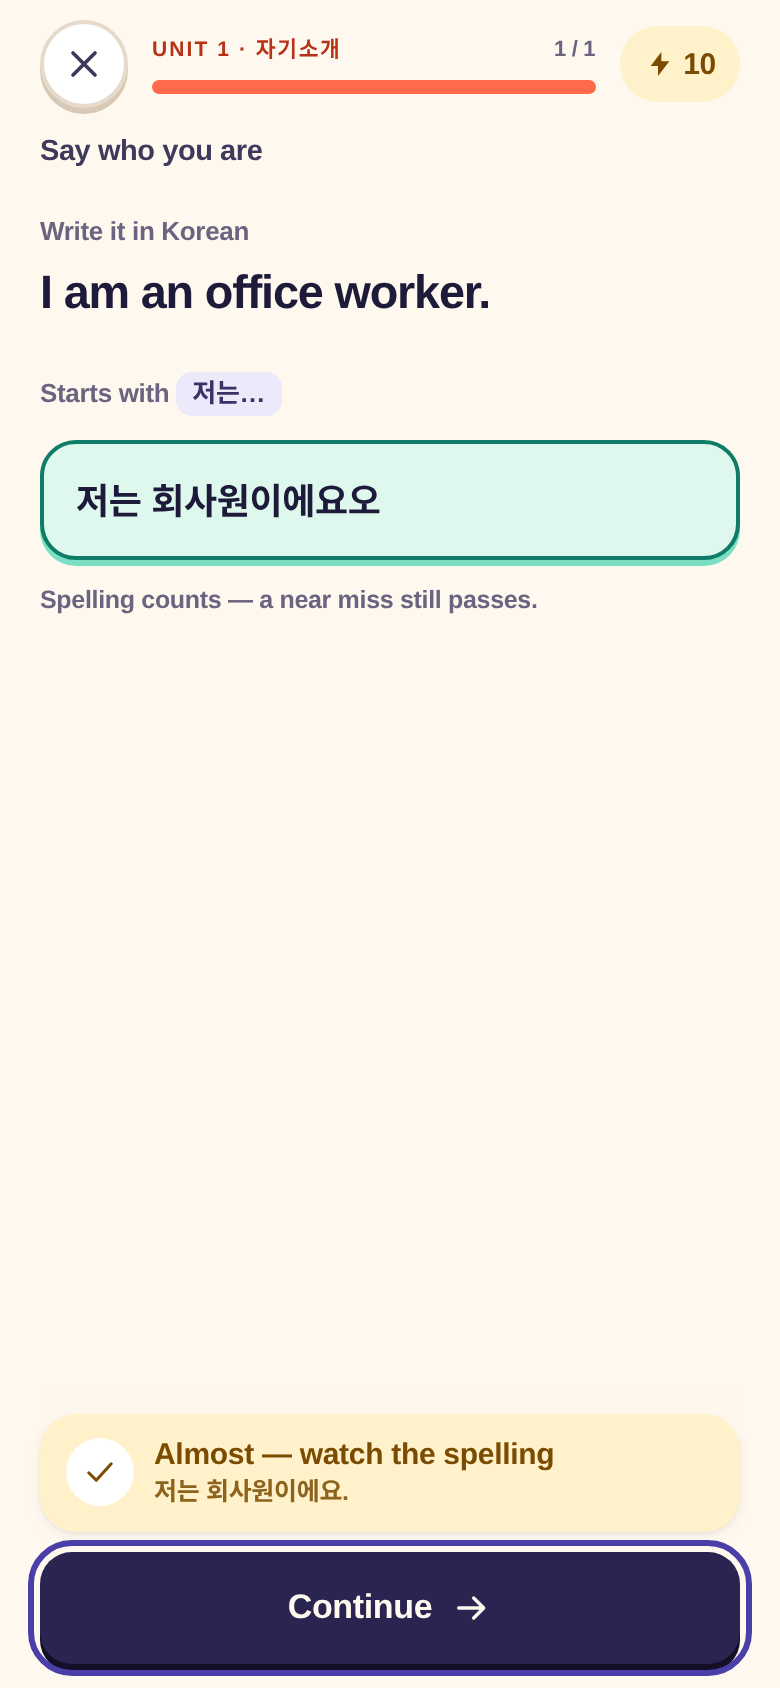 UNIT 1 · 자기소개
1 / 1
10
Say who you are
Write it in Korean
I am an office worker.
Starts with 저는…
저는 회사원이에요오
Spelling counts — a near miss still passes.
Almost — watch the spelling
저는 회사원이에요.
Continue →